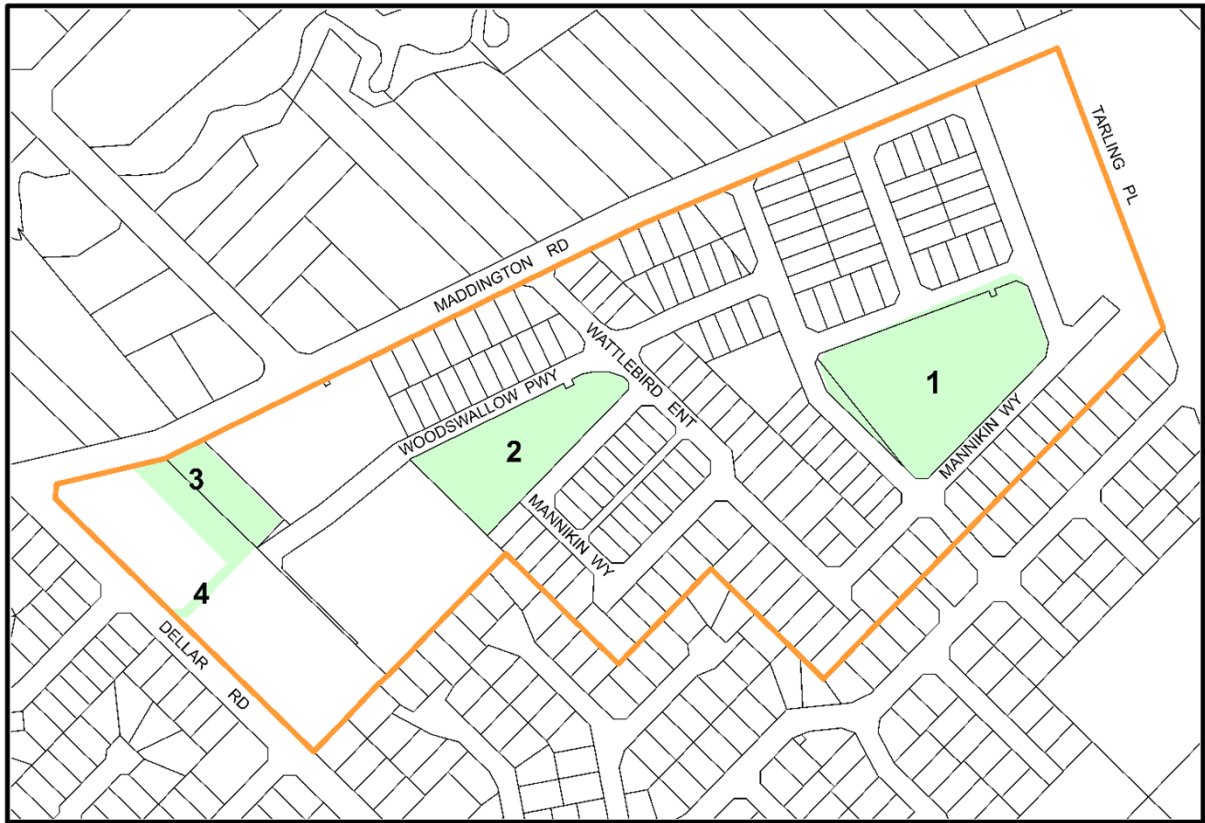 TARLING PL
MADDINGTON RD
WATTLEBIRD ENT
1
WOODSWALLOW PWY
MANNIKIN WY
2
3
MANNIKIN WY
4
DELLAR RD